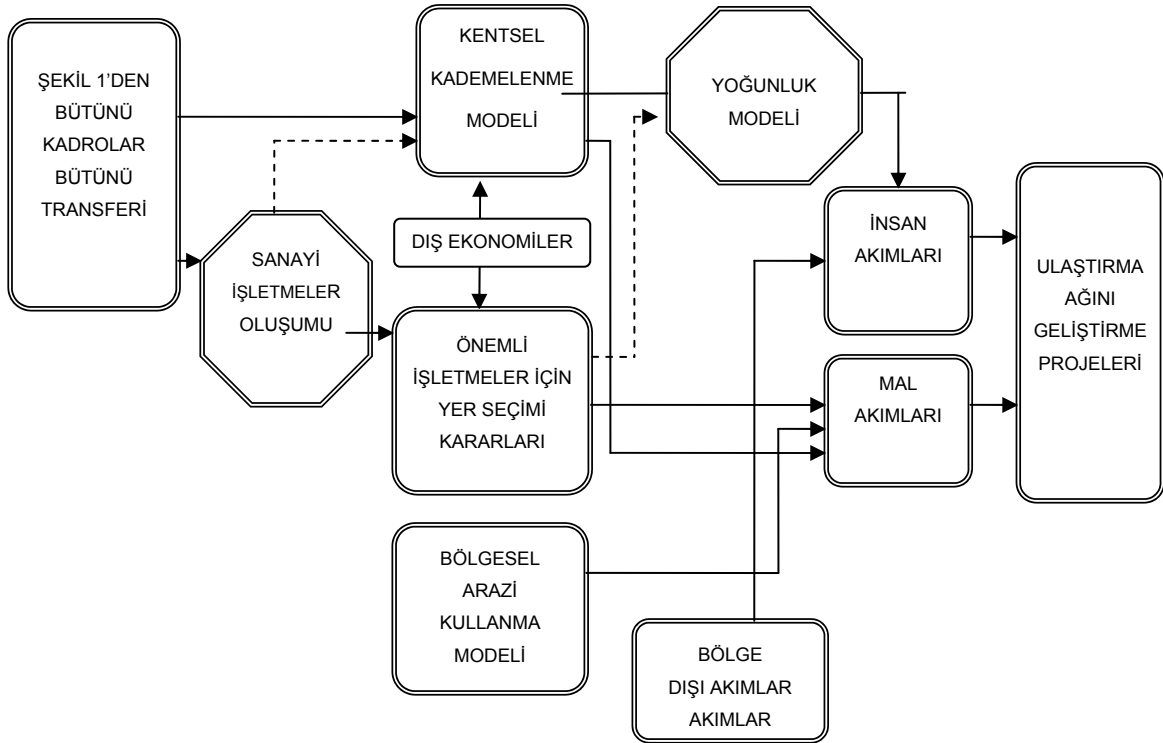 ŞEKİL 1’DEN
BÜTÜNÜ
KADROLAR
BÜTÜNÜ
TRANSFERİ
SANAYİ
İŞLETMELER
OLUŞUMU
KENTSEL
KADEMELENME
MODELİ
DIŞ EKONOMİLER
ÖNEMLİ
İŞLETMELER İÇİN
YER SEÇİMİ
KARARLARI
BÖLGESEL
ARAZİ
KULLANMA
MODELİ
YOĞUNLUK
MODELİ
BÖLGE
DIŞI AKIMLAR
AKIMLAR
İNSAN
AKIMLARI
MAL
AKIMLARI
ULAŞTIRMA
AĞINI
GELİŞTİRME
PROJELERİ